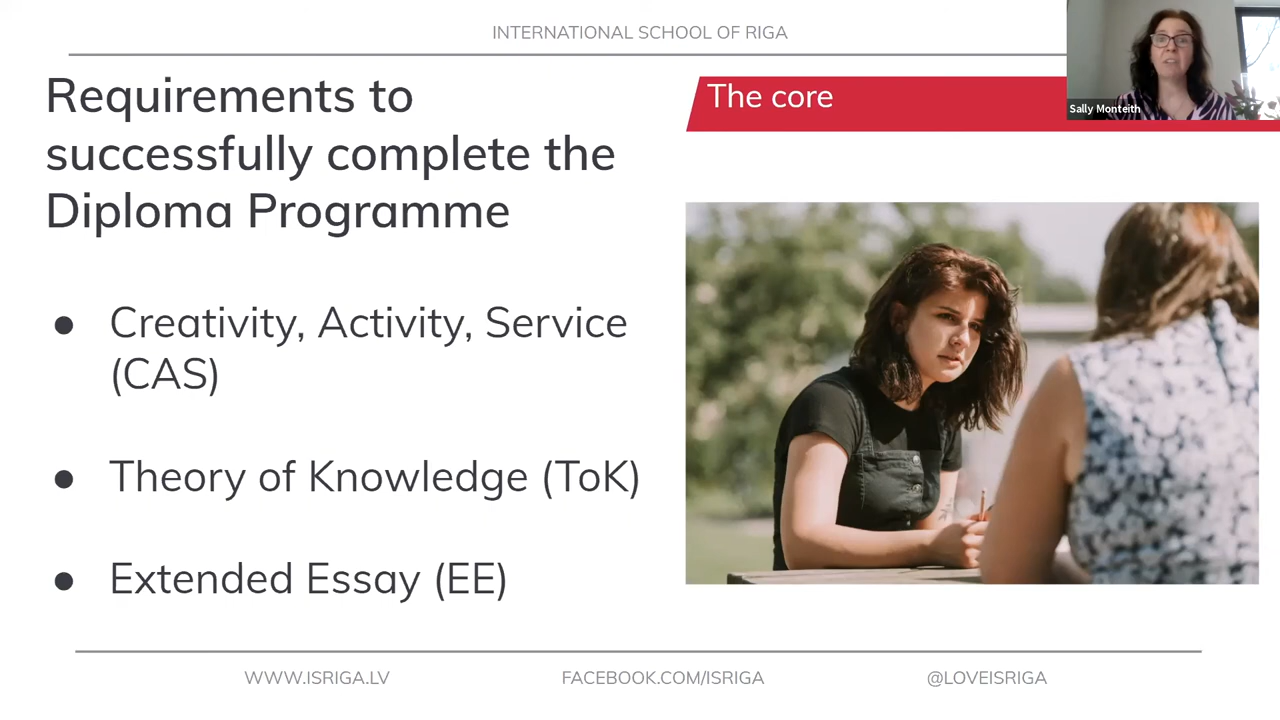 INTERNATIONAL SCHOOL OF RIGA
Requirements to
successfully complete the
Diploma Programme
The core
Sally Monteith
● Creativity, Activity, Service
(CAS)
● Theory of Knowledge (ToK)
● Extended Essay (EE)
WWW.ISRIGA.LV
FACEBOOK.COM/ISRIGA
@LOVEISRIGA